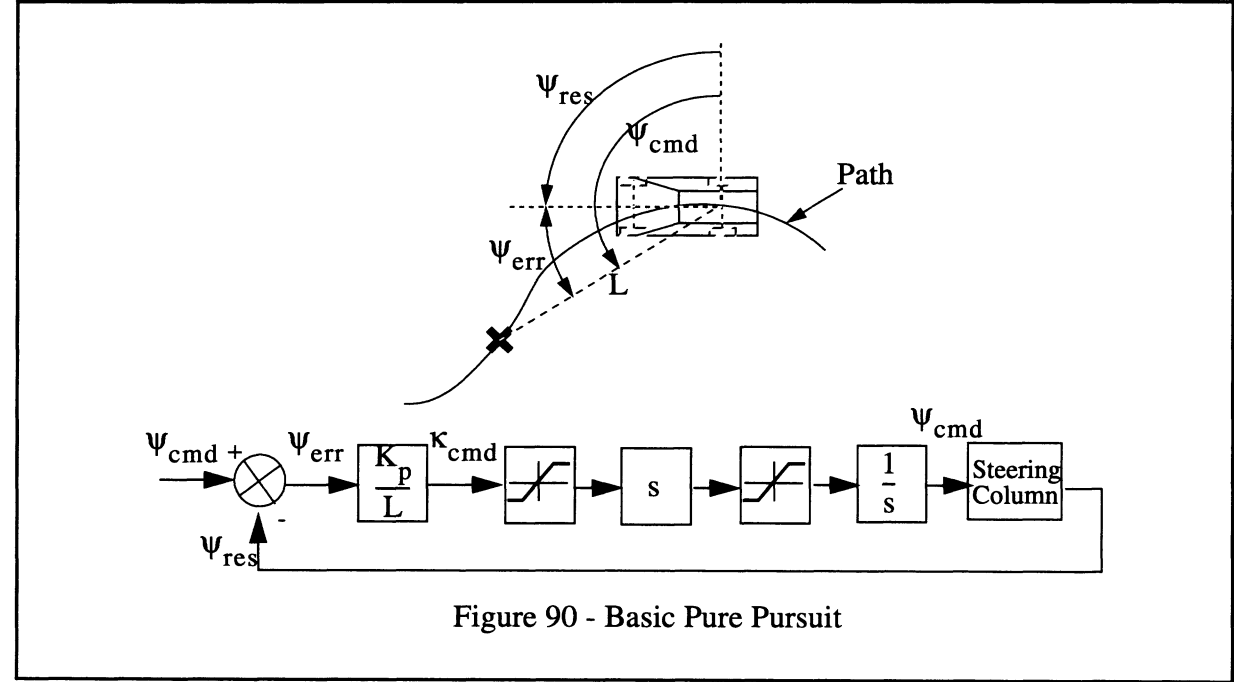 ψres
ψcmd
Path
ψerr
L
ψcmd + ψerr Kp/L κcmd s 1/s ψcmd Steering Column
-
ψres
Figure 90 - Basic Pure Pursuit